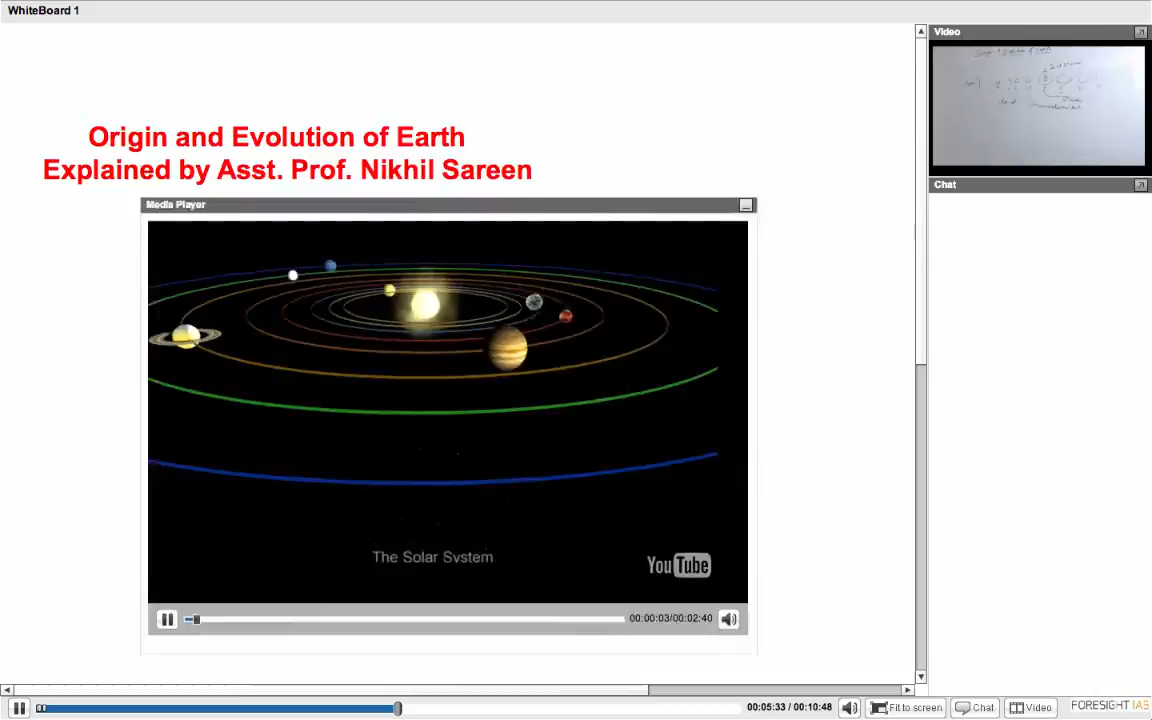 WhiteBoard 1
Video
Origin and Evolution of Earth
Explained by Asst. Prof. Nikhil Sareen
Chat
Media Player
The Solar System
YouTube
00:00:03/00:02:40
00:05:33 / 00:10:48
Fit to screen
Chat
Video
FORESIGHT IAS